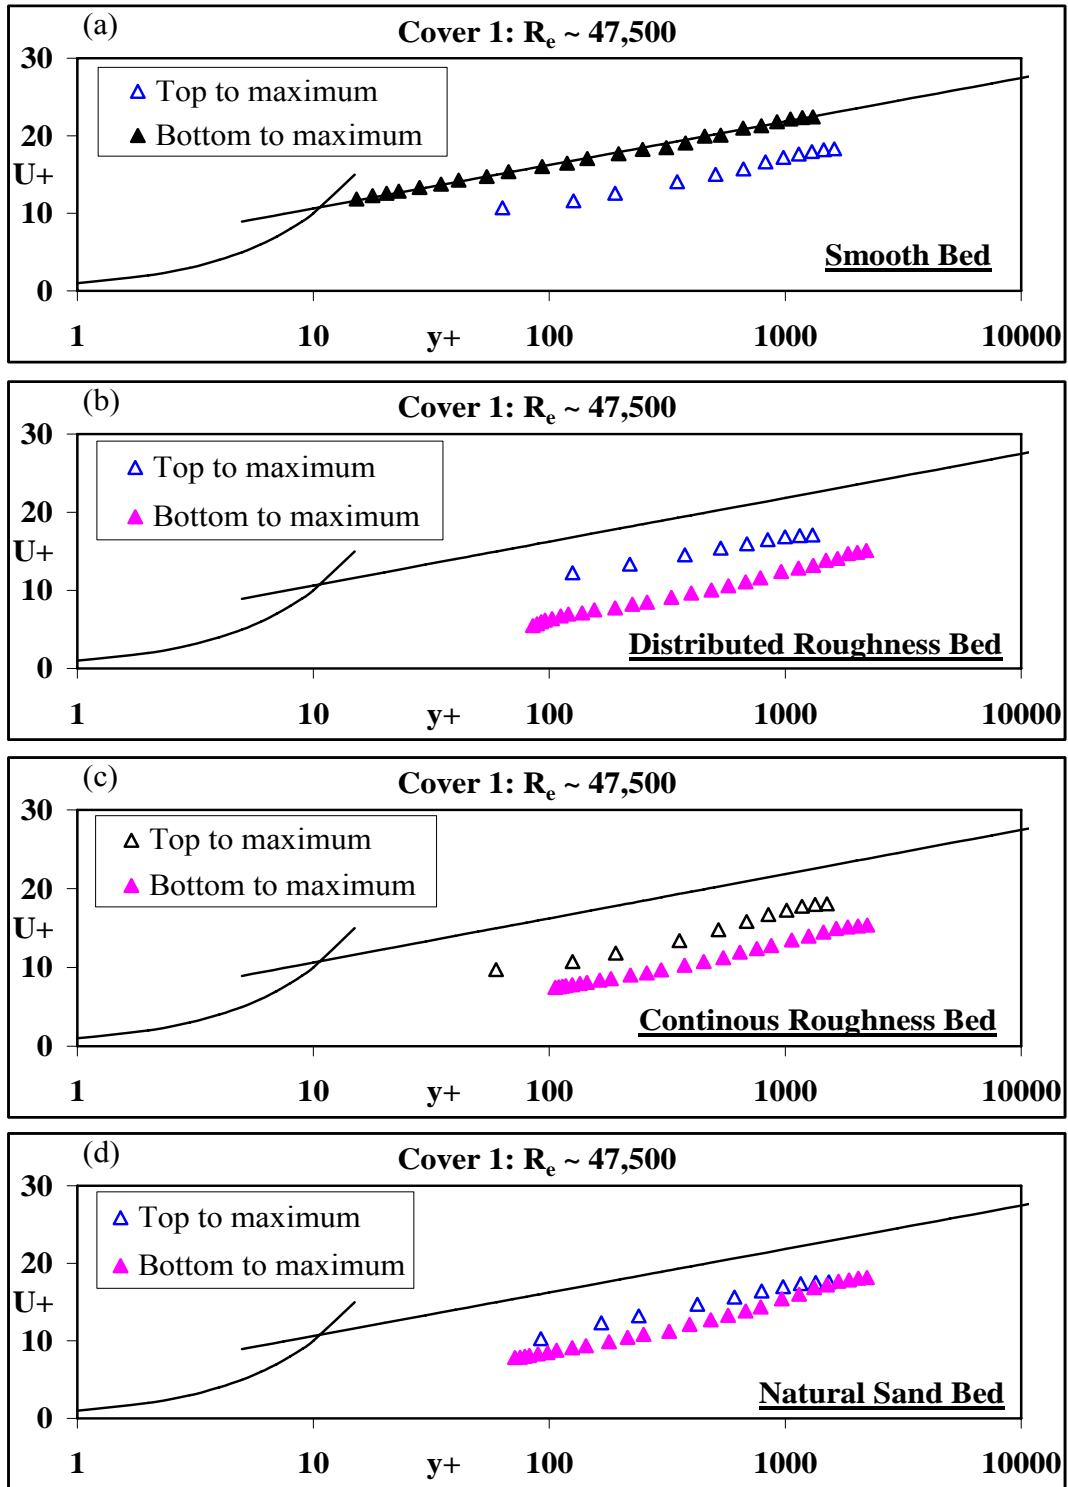 (a)
Cover 1: Re ~ 47,500
30
Top to maximum
20
Bottom to maximum
U+
10
Smooth Bed
0
1 10 y+ 100 1000 10000
(b)
Cover 1: Re ~ 47,500
30
Top to maximum
20
Bottom to maximum
U+
10
Distributed Roughness Bed
0
1 10 y+ 100 1000 10000
(c)
Cover 1: Re ~ 47,500
30
Top to maximum
20
Bottom to maximum
U+
10
Continous Roughness Bed
0
1 10 y+ 100 1000 10000
(d)
Cover 1: Re ~ 47,500
30
Top to maximum
20
Bottom to maximum
U+
10
Natural Sand Bed
0
1 10 y+ 100 1000 10000